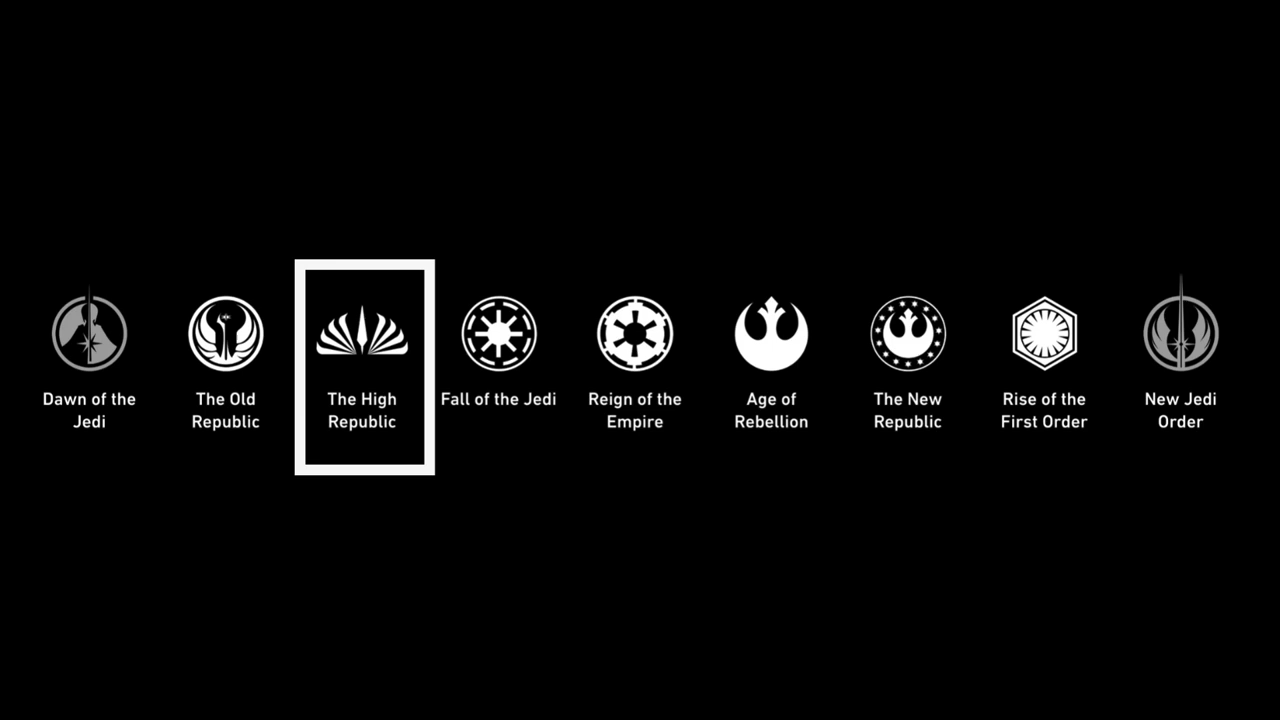 Dawn of the
Jedi
The Old
Republic
The High
Republic
Fall of the Jedi
Reign of the
Empire
Age of
Rebellion
The New
Republic
Rise of the
First Order
New Jedi
Order